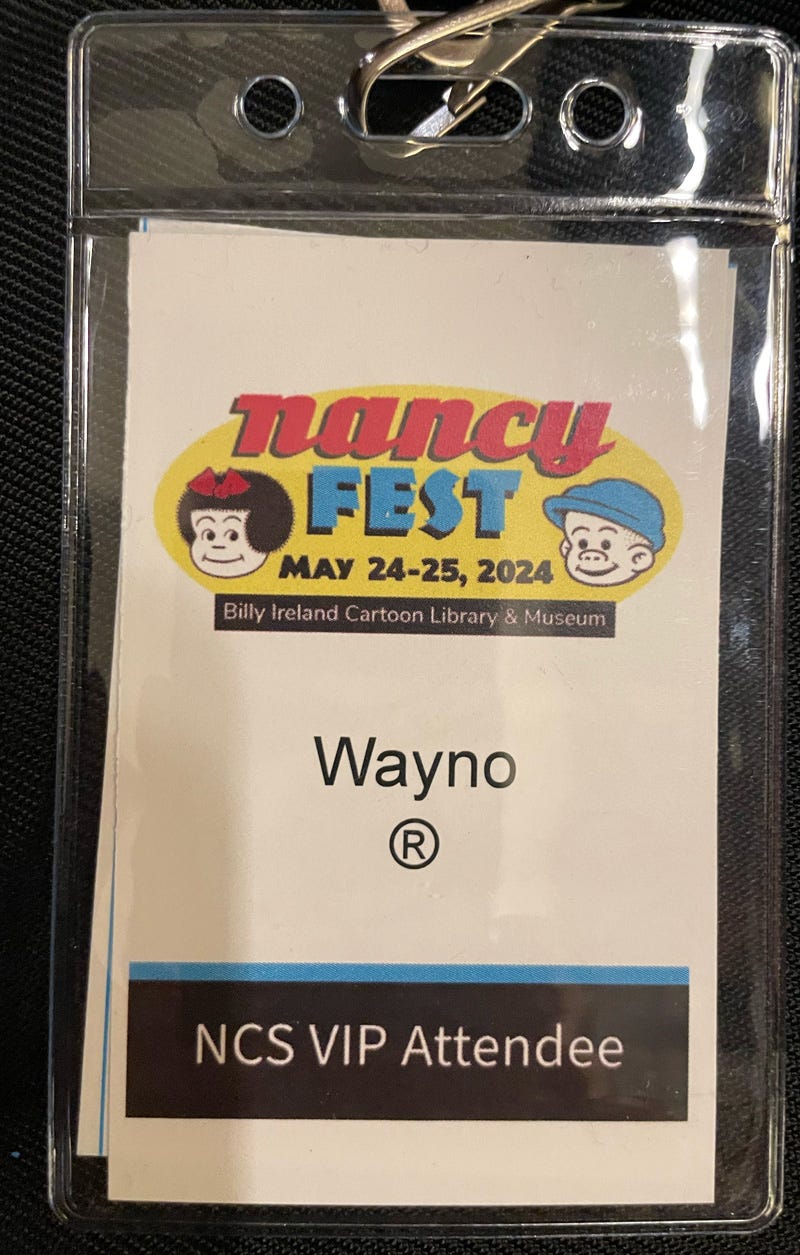 nancy
FEST
MAY 24-25, 2024
Billy Ireland Cartoon Library & Museum
Wayno
®
NCS VIP Attendee